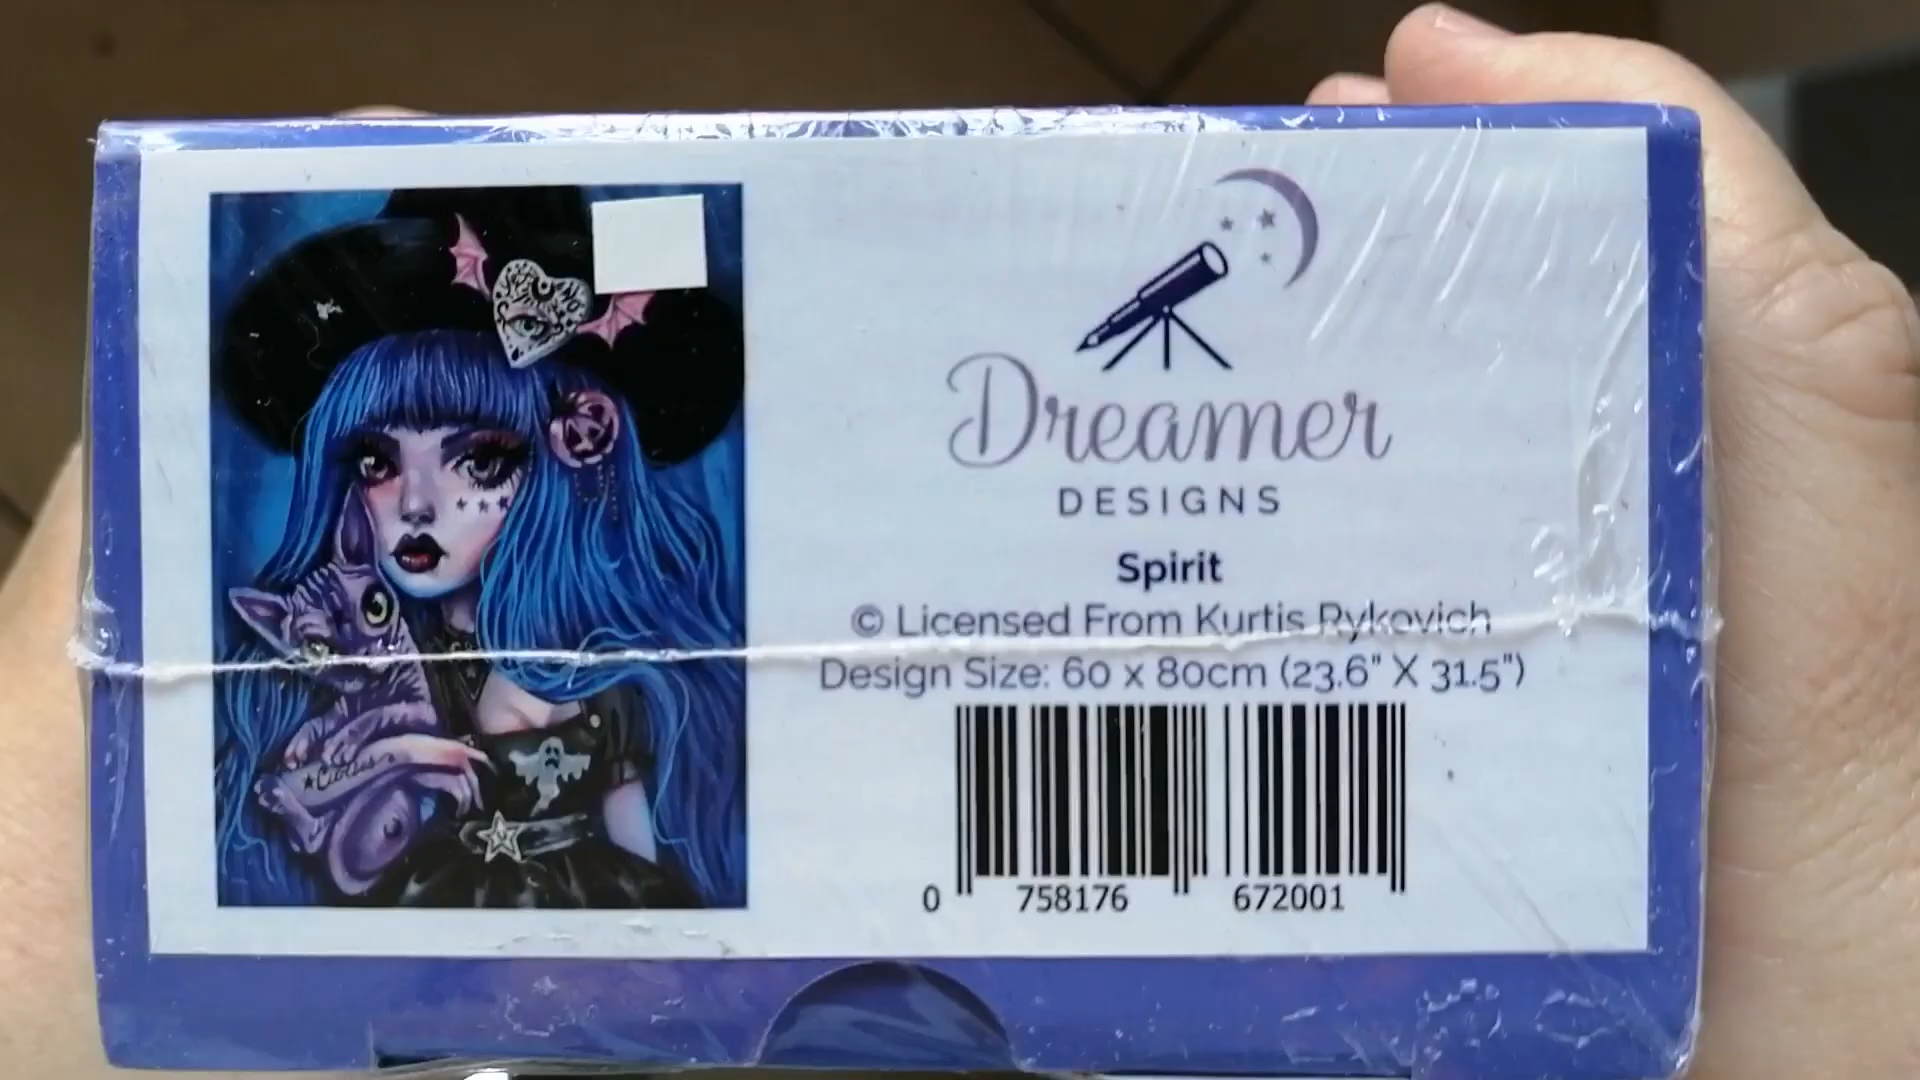 Dreamer
DESIGNS
Spirit
© Licensed From Kurtis Rykovich
Design Size: 60 x 80cm (23.6" X 31.5")
0 758176 672001